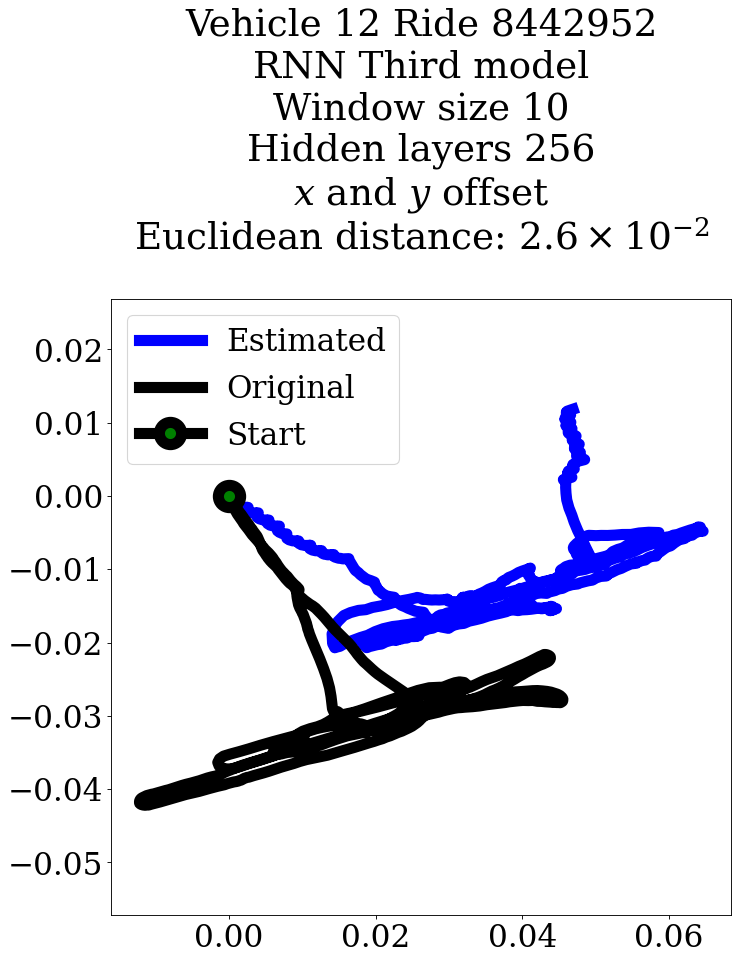 Vehicle 12 Ride 8442952
RNN Third model
Window size 10
Hidden layers 256
x and y offset
Euclidean distance: 2.6 × 10⁻²
Estimated
Original
Start
0.02
0.01
0.00
−0.01
−0.02
−0.03
−0.04
−0.05
0.00 0.02 0.04 0.06